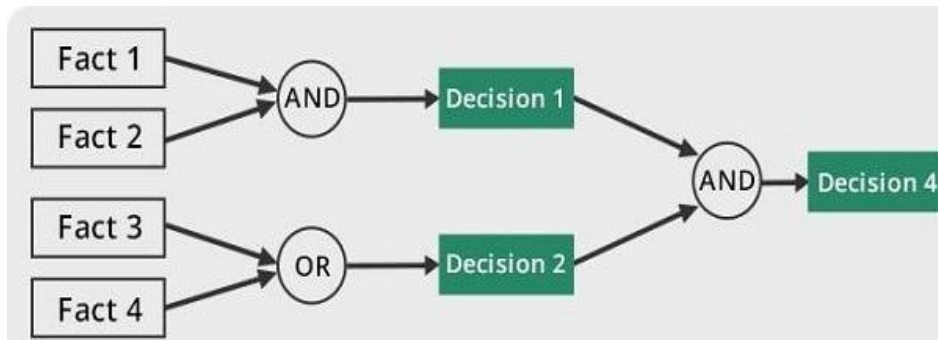 Fact 1
AND
Decision 1
Fact 2
AND
Decision 4
Fact 3
OR
Decision 2
Fact 4